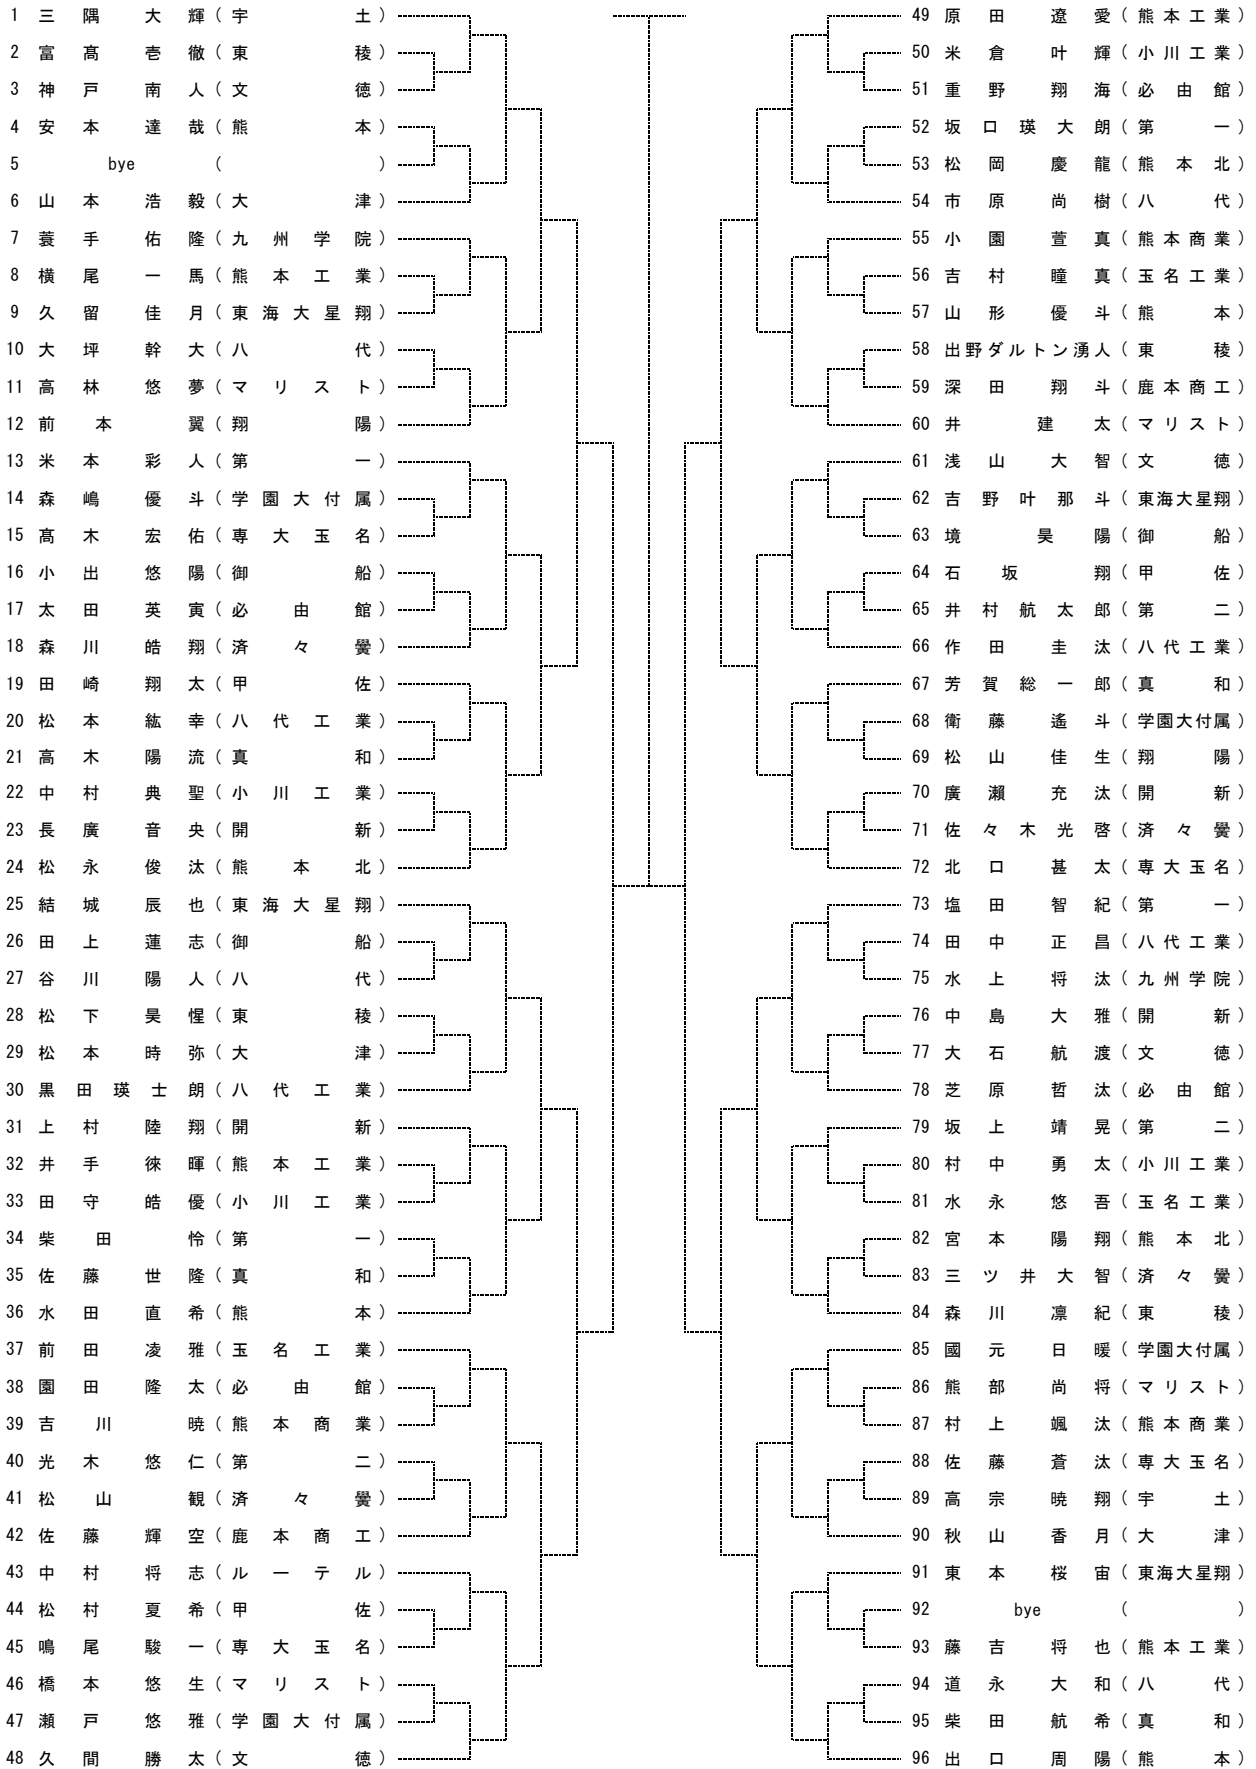 1 三隅大輝（宇土）
2 富髙壱徹（東稜）
3 神戸南人（文徳）
4 安本達哉（熊本）
5 bye（ ）
6 山本浩毅（大津）
7 蓑手佑隆（九州学院）
8 横尾一馬（熊本工業）
9 久留佳月（東海大星翔）
10 大坪幹大（八代）
11 高林悠夢（マリスト）
12 前本翼（翔陽）
13 米本彩人（第一）
14 森嶋優斗（学園大付属）
15 髙木宏佑（専大玉名）
16 小出悠陽（御船）
17 太田英寅（必由館）
18 森川皓翔（済々黌）
19 田崎翔太（甲佐）
20 松本紘幸（八代工業）
21 高木陽流（真和）
22 中村典聖（小川工業）
23 長廣音央（開新）
24 松永俊汰（熊本北）
25 結城辰也（東海大星翔）
26 田上蓮志（御船）
27 谷川陽人（八代）
28 松下昊惺（東稜）
29 松本時弥（大津）
30 黒田瑛士朗（八代工業）
31 上村陸翔（開新）
32 井手徠暉（熊本工業）
33 田守皓優（小川工業）
34 柴田怜（第一）
35 佐藤世隆（真和）
36 水田直希（熊本）
37 前田凌雅（玉名工業）
38 園田隆太（必由館）
39 吉川暁（熊本商業）
40 光木悠仁（第二）
41 松山観（済々黌）
42 佐藤輝空（鹿本商工）
43 中村将志（ルーテル）
44 松村夏希（甲佐）
45 鳴尾駿一（専大玉名）
46 橋本悠生（マリスト）
47 瀬戸悠雅（学園大付属）
48 久間勝太（文徳）
49 原田遼愛（熊本工業）
50 米倉叶輝（小川工業）
51 重野翔海（必由館）
52 坂口瑛大朗（第一）
53 松岡慶龍（熊本北）
54 市原尚樹（八代）
55 小園萱真（熊本商業）
56 吉村瞳真（玉名工業）
57 山形優斗（熊本）
58 出野ダルトン湧人（東稜）
59 深田翔斗（鹿本商工）
60 井建太（マリスト）
61 浅山大智（文徳）
62 吉野叶那斗（東海大星翔）
63 境昊陽（御船）
64 石坂翔（甲佐）
65 井村航太郎（第二）
66 作田圭汰（八代工業）
67 芳賀総一郎（真和）
68 衛藤遙斗（学園大付属）
69 松山佳生（翔陽）
70 廣瀨充汰（開新）
71 佐々木光啓（済々黌）
72 北口甚太（専大玉名）
73 塩田智紀（第一）
74 田中正昌（八代工業）
75 水上将汰（九州学院）
76 中島大雅（開新）
77 大石航渡（文徳）
78 芝原哲汰（必由館）
79 坂上靖晃（第二）
80 村中勇太（小川工業）
81 水永悠吾（玉名工業）
82 宮本陽翔（熊本北）
83 三ツ井大智（済々黌）
84 森川凛紀（東稜）
85 國元日暖（学園大付属）
86 熊部尚将（マリスト）
87 村上颯汰（熊本商業）
88 佐藤蒼汰（専大玉名）
89 高宗暁翔（宇土）
90 秋山香月（大津）
91 東本桜宙（東海大星翔）
92 bye（ ）
93 藤吉将也（熊本工業）
94 道永大和（八代）
95 柴田航希（真和）
96 出口周陽（熊本）